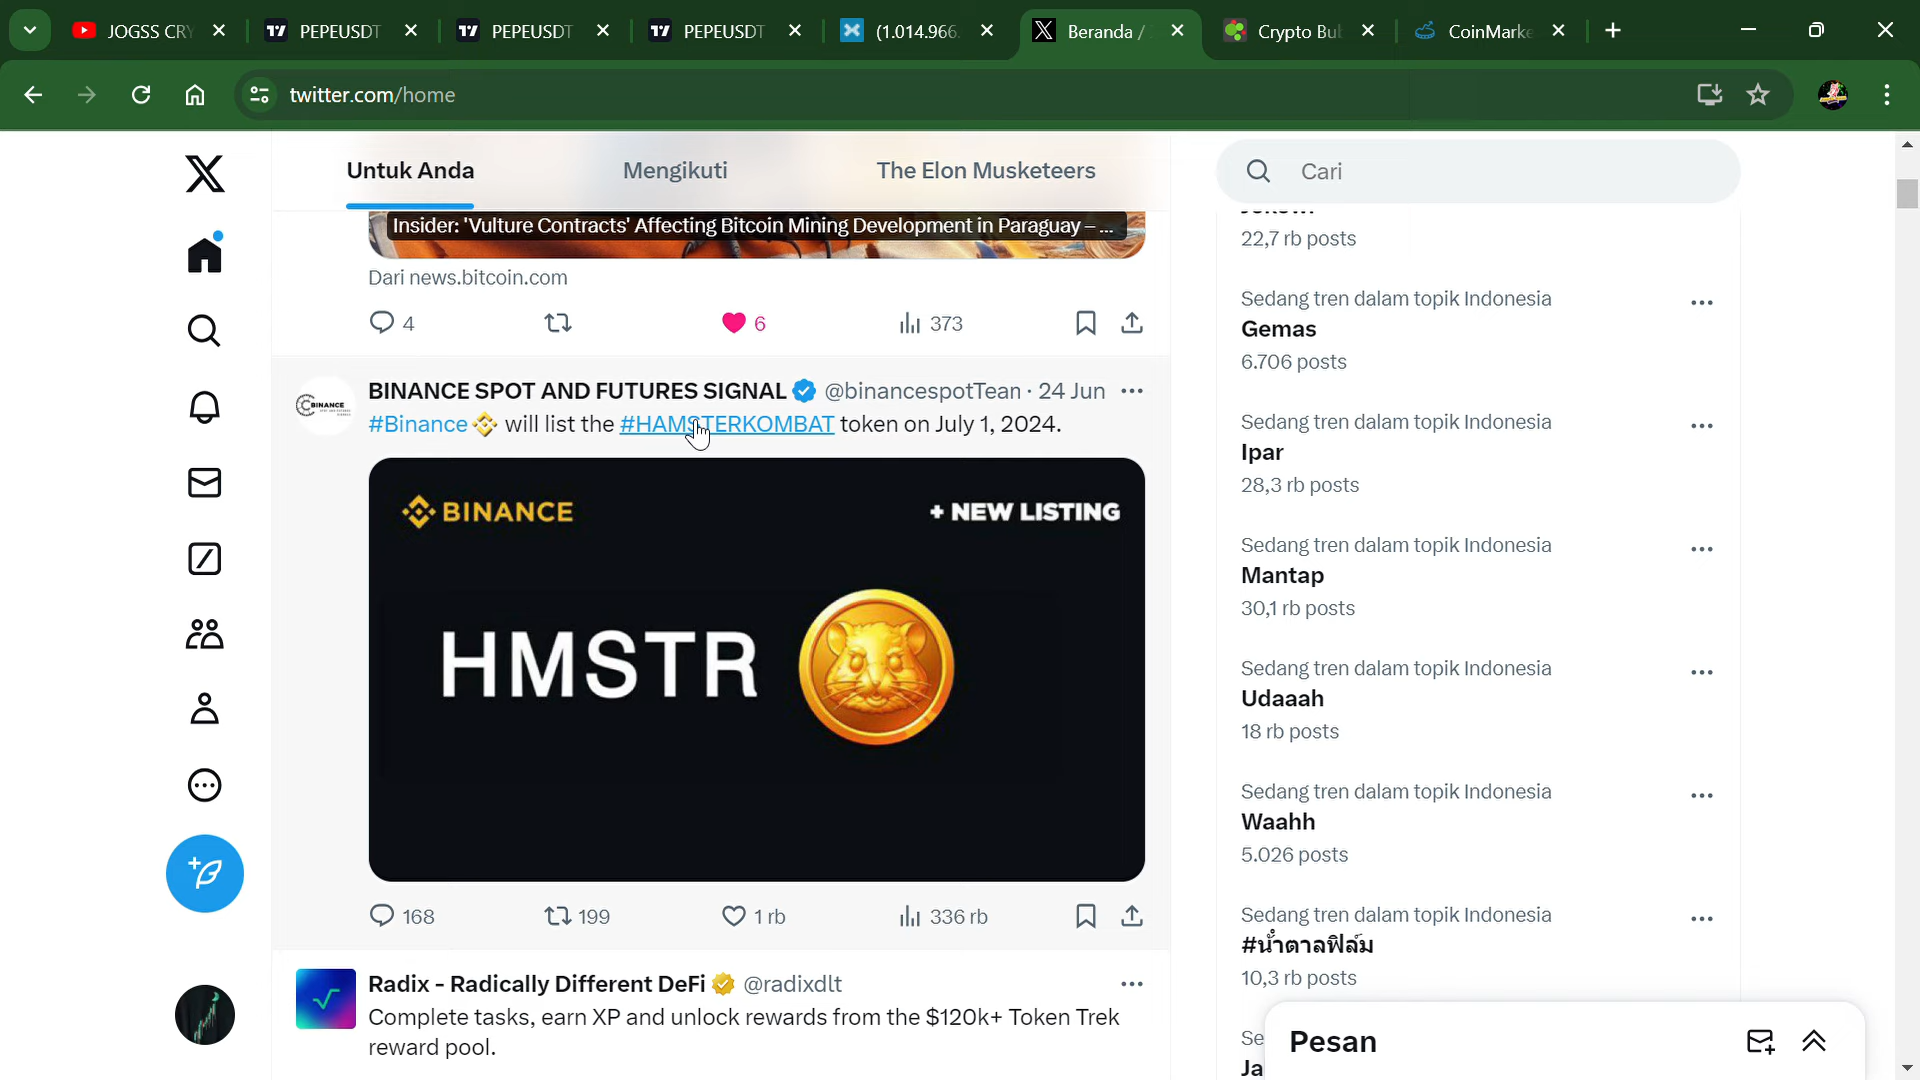 JOGSS CRY
PEPEUSDT
PEPEUSDT
PEPEUSDT
(1.014.966.
Beranda /
Crypto Bu
CoinMarke
twitter.com/home
Untuk Anda
Mengikuti
The Elon Musketeers
Cari
Insider: 'Vulture Contracts' Affecting Bitcoin Mining Development in Paraguay – ...
Dari news.bitcoin.com
4
6
373
BINANCE SPOT AND FUTURES SIGNAL @binancespotTean · 24 Jun
#Binance will list the #HAMSTERKOMBAT token on July 1, 2024.
BINANCE
+ NEW LISTING
HMSTR
168
199
1 rb
336 rb
Radix - Radically Different DeFi @radixdlt
Complete tasks, earn XP and unlock rewards from the $120k+ Token Trek
reward pool.
22,7 rb posts
Sedang tren dalam topik Indonesia
Gemas
6.706 posts
Sedang tren dalam topik Indonesia
Ipar
28,3 rb posts
Sedang tren dalam topik Indonesia
Mantap
30,1 rb posts
Sedang tren dalam topik Indonesia
Udaaah
18 rb posts
Sedang tren dalam topik Indonesia
Waahh
5.026 posts
Sedang tren dalam topik Indonesia
#น้ําตาลฟิล์ม
10,3 rb posts
Se
Ja
Pesan